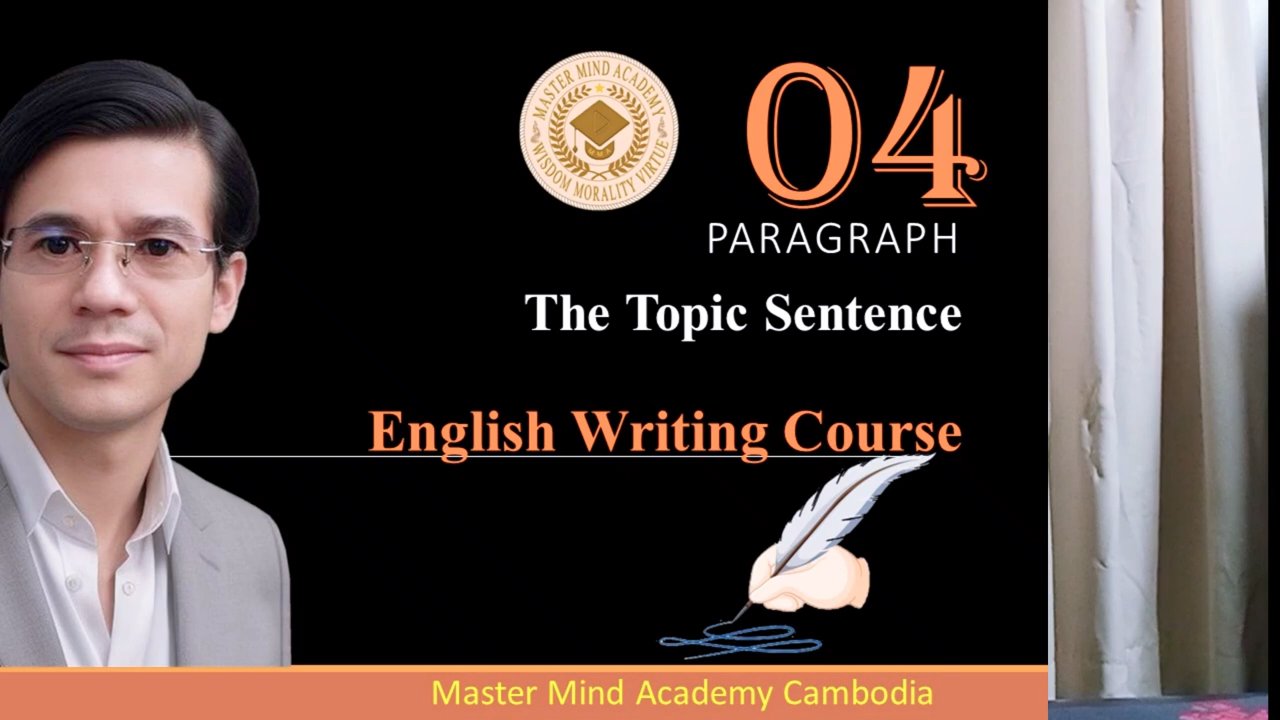 MASTER MIND ACADEMY
WISDOM MORALITY VIRTUE
04
PARAGRAPH
The Topic Sentence
English Writing Course
Master Mind Academy Cambodia